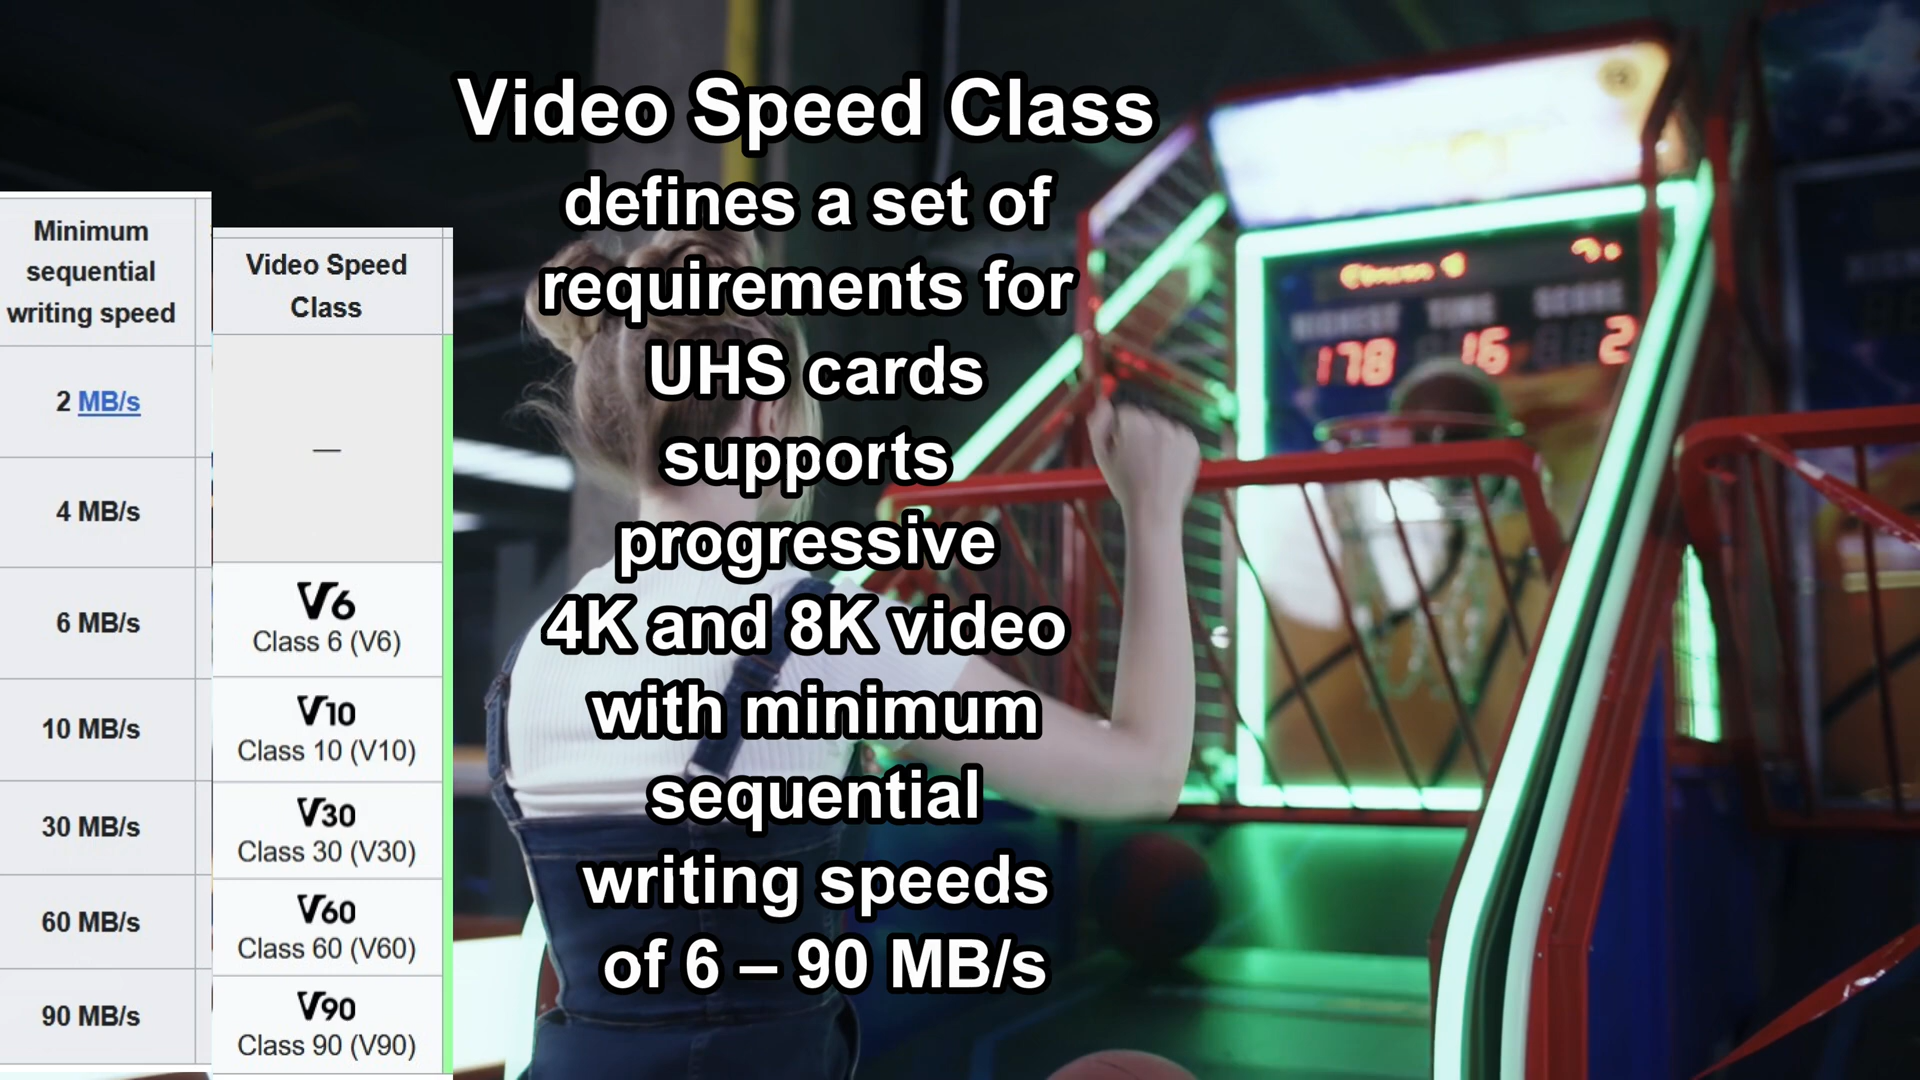 Video Speed Class
defines a set of
requirements for
UHS cards
supports
progressive
4K and 8K video
with minimum
sequential
writing speeds
of 6 – 90 MB/s
Minimum
sequential
writing speed
2 MB/s
4 MB/s
6 MB/s
10 MB/s
30 MB/s
60 MB/s
90 MB/s
Video Speed
Class
—
V6
Class 6 (V6)
V10
Class 10 (V10)
V30
Class 30 (V30)
V60
Class 60 (V60)
V90
Class 90 (V90)
HIGHEST TIME SCORE
178 16 2